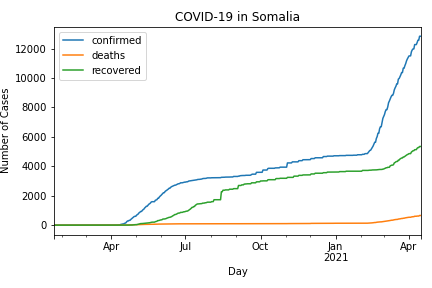 COVID-19 in Somalia
confirmed
deaths
recovered
12000
10000
8000
6000
4000
2000
0
Number of Cases
Apr
Jul
Oct
Jan
2021
Apr
Day